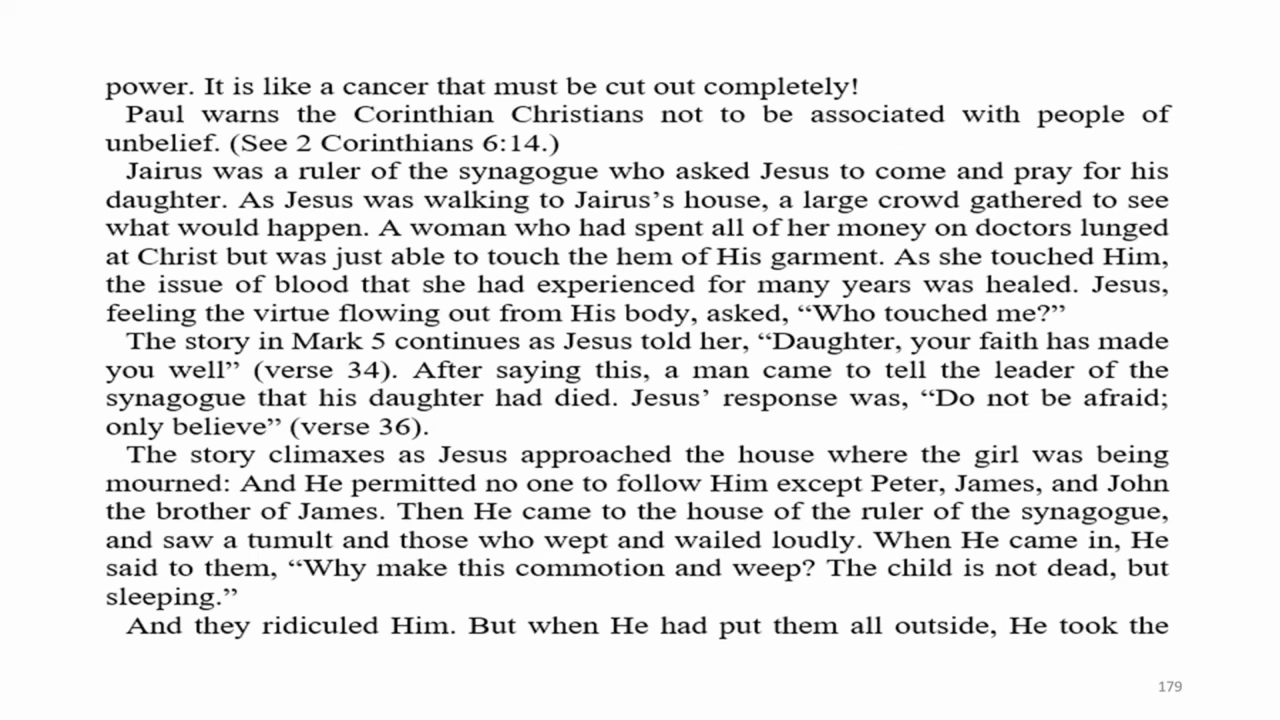 power. It is like a cancer that must be cut out completely!
Paul warns the Corinthian Christians not to be associated with people of
unbelief. (See 2 Corinthians 6:14.)
Jairus was a ruler of the synagogue who asked Jesus to come and pray for his
daughter. As Jesus was walking to Jairus’s house, a large crowd gathered to see
what would happen. A woman who had spent all of her money on doctors lunged
at Christ but was just able to touch the hem of His garment. As she touched Him,
the issue of blood that she had experienced for many years was healed. Jesus,
feeling the virtue flowing out from His body, asked, “Who touched me?”
The story in Mark 5 continues as Jesus told her, “Daughter, your faith has made
you well” (verse 34). After saying this, a man came to tell the leader of the
synagogue that his daughter had died. Jesus’ response was, “Do not be afraid;
only believe” (verse 36).
The story climaxes as Jesus approached the house where the girl was being
mourned: And He permitted no one to follow Him except Peter, James, and John
the brother of James. Then He came to the house of the ruler of the synagogue,
and saw a tumult and those who wept and wailed loudly. When He came in, He
said to them, “Why make this commotion and weep? The child is not dead, but
sleeping.”
And they ridiculed Him. But when He had put them all outside, He took the
179